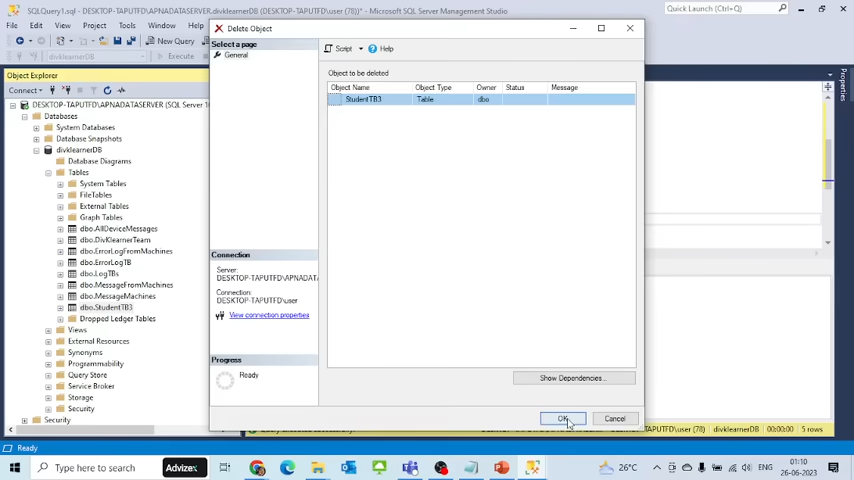 SQLQuery1.sql - DESKTOP-TAPUTFD\APNADATASERVER.divklearnerDB (DESKTOP-TAPUTFD\user (78))* - Microsoft SQL Server Management Studio
Quick Launch (Ctrl+Q)
File Edit View Project Tools Window
New Query
Execute
Object Explorer
Connect
DESKTOP-TAPUTFD\APNADATASERVER (SQL Server 1
Databases
System Databases
Database Snapshots
divklearnerDB
Database Diagrams
Tables
System Tables
FileTables
External Tables
Graph Tables
dbo.AllDeviceMessages
dbo.DivKlearnerTeam
dbo.ErrorLogFromMachines
dbo.ErrorLogTB
dbo.LogTBs
dbo.MessageFromMachines
dbo.MessageMachines
dbo.StudentTB3
Dropped Ledger Tables
Views
External Resources
Synonyms
Programmability
Query Store
Service Broker
Storage
Security
Security
Delete Object
Select a page
General
Script Help
Object to be deleted
Object Name Object Type Owner Status Message
StudentTB3 Table dbo
Connection
Server:
DESKTOP-TAPUTFD\APNADATA
Connection:
DESKTOP-TAPUTFD\user
View connection properties
Progress
Ready
Show Dependencies...
OK Cancel
Properties
TAPUTFD\user (78) divklearnerDB 00:00:00 5 rows
Ready
Type here to search
Advizex
26°C
ENG
01:10
26-06-2023